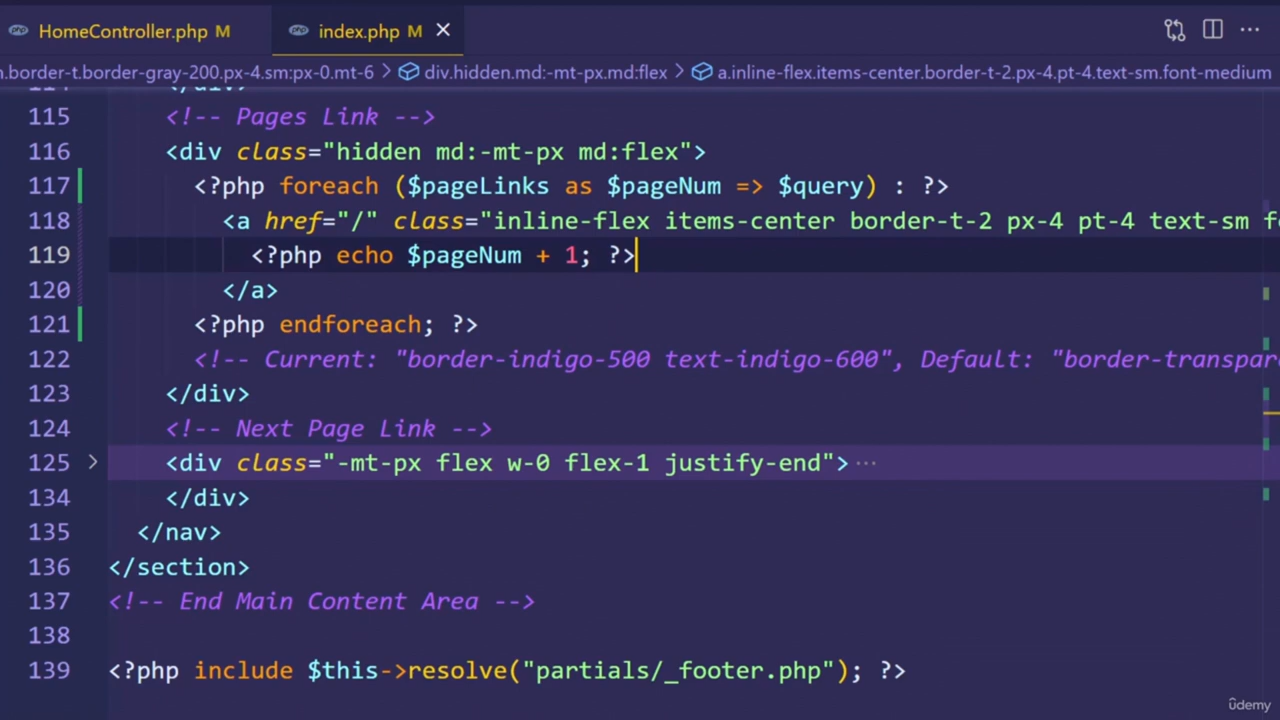 HomeController.php M index.php M
.border-t.border-gray-200.px-4.sm:px-0.mt-6 > div.hidden.md:-mt-px.md:flex > a.inline-flex.items-center.border-t-2.px-4.pt-4.text-sm.font-medium
115 <!-- Pages Link -->
116 <div class="hidden md:-mt-px md:flex">
117 <?php foreach ($pageLinks as $pageNum => $query) : ?>
118 <a href="/" class="inline-flex items-center border-t-2 px-4 pt-4 text-sm
119 <?php echo $pageNum + 1; ?>
120 </a>
121 <?php endforeach; ?>
122 <!-- Current: "border-indigo-500 text-indigo-600", Default: "border-transpar
123 </div>
124 <!-- Next Page Link -->
125 <div class="-mt-px flex w-0 flex-1 justify-end"> ...
134 </div>
135 </nav>
136 </section>
137 <!-- End Main Content Area -->
138
139 <?php include $this->resolve("partials/_footer.php"); ?>
udemy